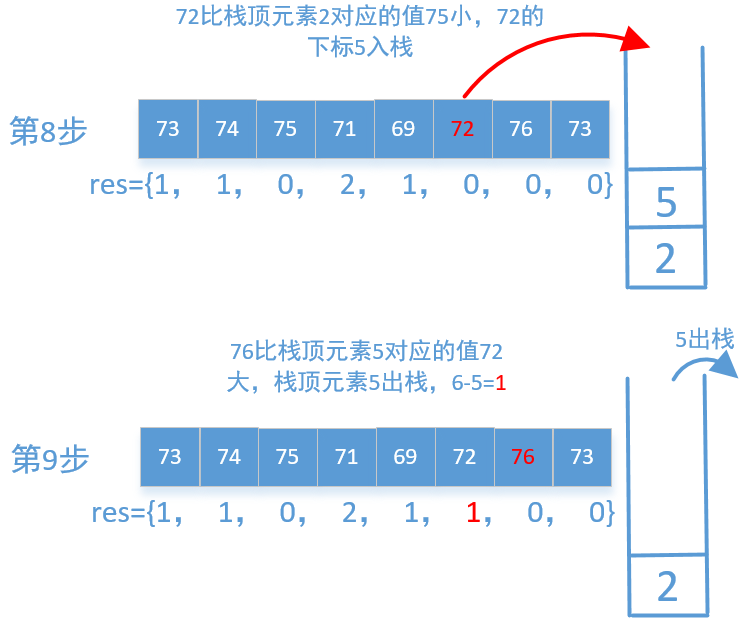 72比栈顶元素2对应的值75小，72的
下标5入栈
第8步
73 74 75 71 69 72 76 73
res={1， 1， 0， 2， 1， 0， 0， 0}
5
2
76比栈顶元素5对应的值72
大，栈顶元素5出栈，6-5=1
5出栈
第9步
73 74 75 71 69 72 76 73
res={1， 1， 0， 2， 1， 1， 0， 0}
2